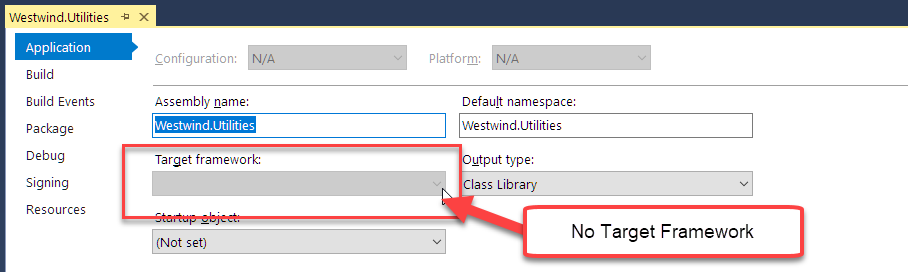 Westwind.Utilities
Application
Build
Build Events
Package
Debug
Signing
Resources
Configuration: N/A Platform: N/A
Assembly name: Default namespace:
Westwind.Utilities Westwind.Utilities
Target framework: Output type:
Class Library
Startup object:
(Not set)
No Target Framework